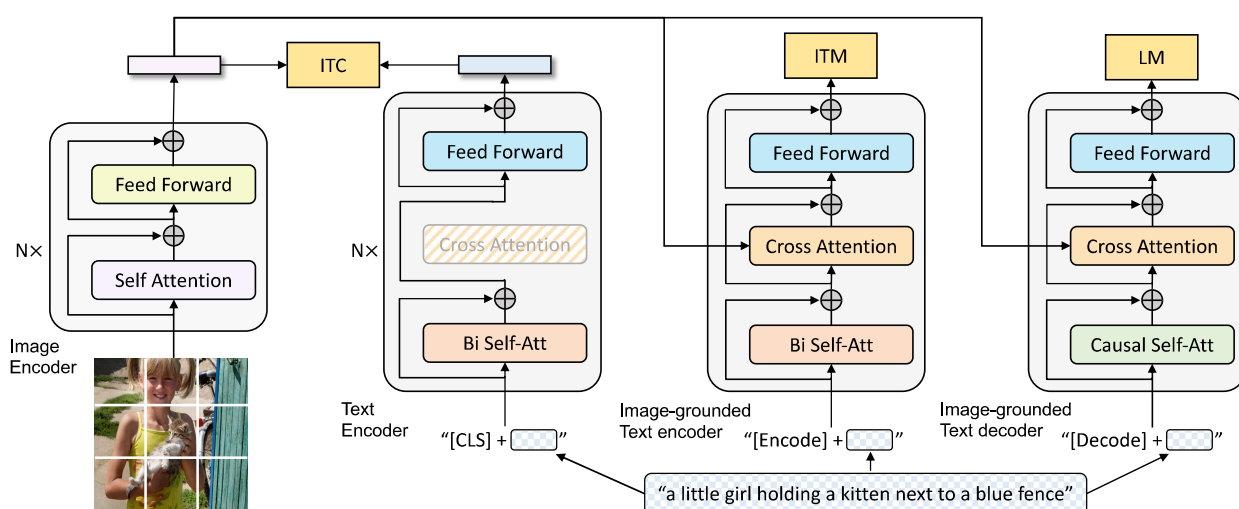 ITC
ITM
LM
Feed Forward
Self Attention
N×
Image
Encoder
Feed Forward
Cross Attention
Bi Self-Att
N×
Text
Encoder
“[CLS] + ”
Feed Forward
Cross Attention
Bi Self-Att
Image-grounded
Text encoder
“[Encode] + ”
Feed Forward
Cross Attention
Causal Self-Att
Image-grounded
Text decoder
“[Decode] + ”
“a little girl holding a kitten next to a blue fence”